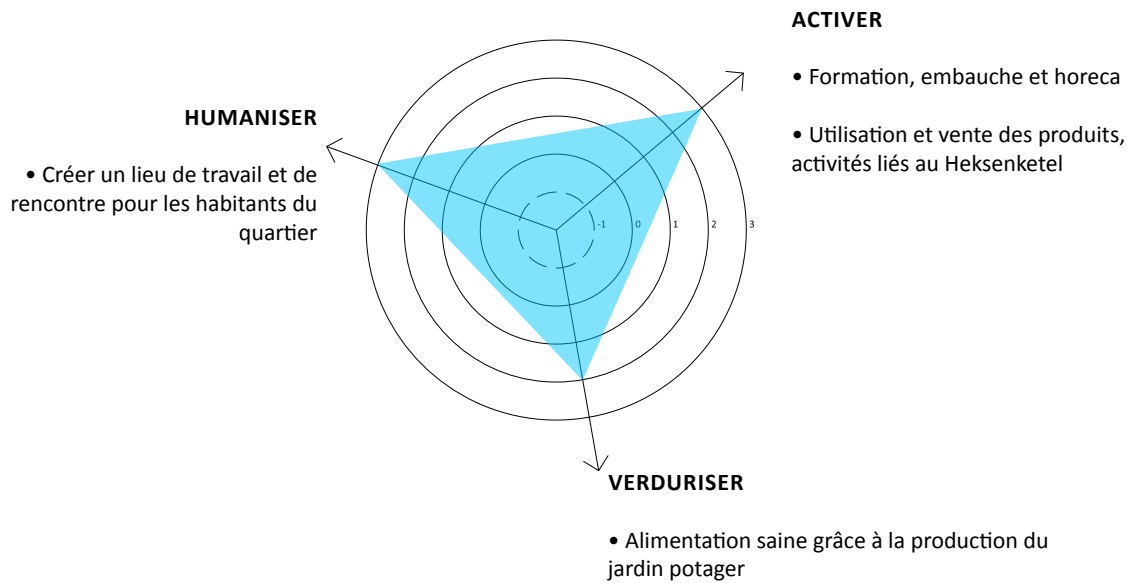 ACTIVER
• Formation, embauche et horeca
• Utilisation et vente des produits,
activités liés au Heksenketel
HUMANISER
• Créer un lieu de travail et de
rencontre pour les habitants du
quartier
-1 0 1 2 3
VERDURISER
• Alimentation saine grâce à la production du
jardin potager